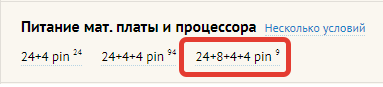 Питание мат. платы и процессора Несколько условий
24+4 pin 24 24+4+4 pin 94 24+8+4+4 pin 9